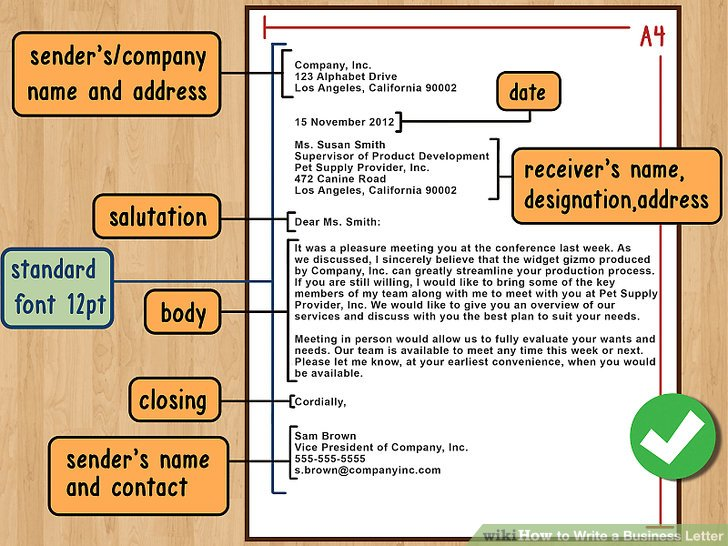 A4
sender's/company
name and address
Company, Inc.
123 Alphabet Drive
Los Angeles, California 90002
date
15 November 2012
Ms. Susan Smith
Supervisor of Product Development
Pet Supply Provider, Inc.
472 Canine Road
Los Angeles, California 90002
receiver's name,
designation,address
salutation
Dear Ms. Smith:
standard
font 12pt
body
It was a pleasure meeting you at the conference last week. As
we discussed, I sincerely believe that the widget gizmo produced
by Company, Inc. can greatly streamline your production process.
If you are still willing, I would like to bring some of the key
members of my team along with me to meet with you at Pet Supply
Provider, Inc. We would like to give you an overview of our
services and discuss with you the best plan to suit your needs.
Meeting in person would allow us to fully evaluate your wants and
needs. Our team is available to meet any time this week or next.
Please let me know, at your earliest convenience, when you would
be available.
closing
Cordially,
sender's name
and contact
Sam Brown
Vice President of Company, Inc.
555-555-5555
s.brown@companyinc.com
wikiHow to Write a Business Letter